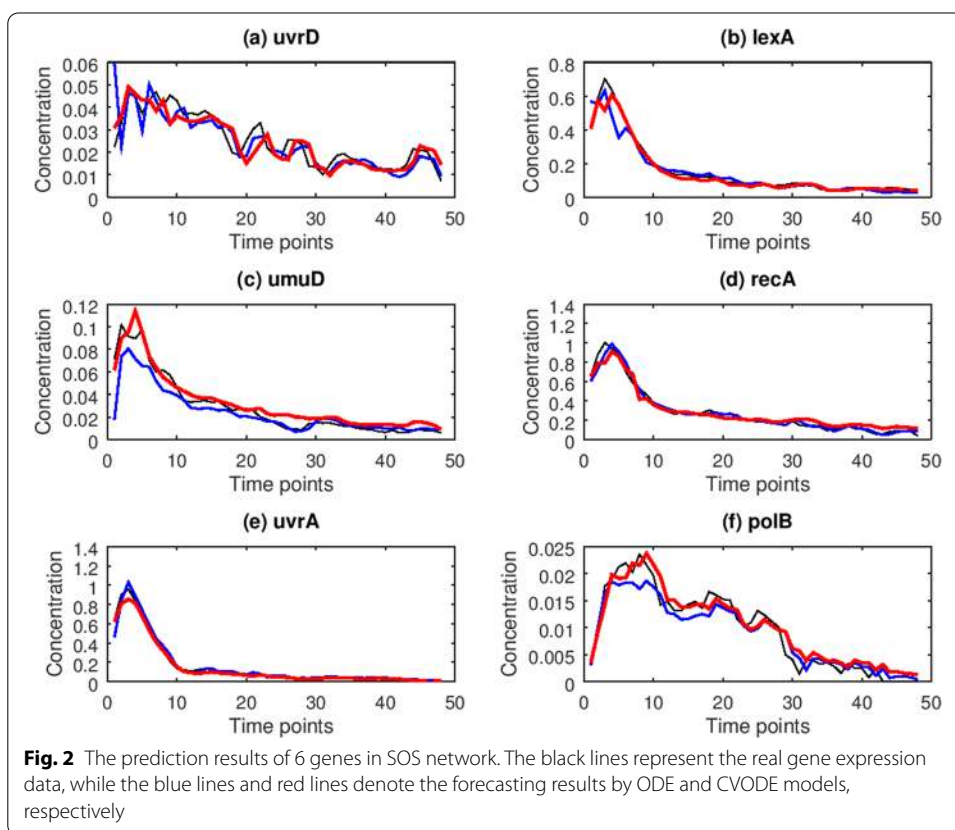 (a) uvrD
Concentration
0.06
0.05
0.04
0.03
0.02
0.01
0
0 10 20 30 40 50
Time points
(b) lexA
Concentration
0.8
0.6
0.4
0.2
0
0 10 20 30 40 50
Time points
(c) umuD
Concentration
0.12
0.1
0.08
0.06
0.04
0.02
0
0 10 20 30 40 50
Time points
(d) recA
Concentration
1.4
1.2
1
0.8
0.6
0.4
0.2
0
0 10 20 30 40 50
Time points
(e) uvrA
Concentration
1.4
1.2
1
0.8
0.6
0.4
0.2
0
0 10 20 30 40 50
Time points
(f) polB
Concentration
0.025
0.02
0.015
0.01
0.005
0
0 10 20 30 40 50
Time points
Fig. 2 The prediction results of 6 genes in SOS network. The black lines represent the real gene expression
data, while the blue lines and red lines denote the forecasting results by ODE and CVODE models,
respectively